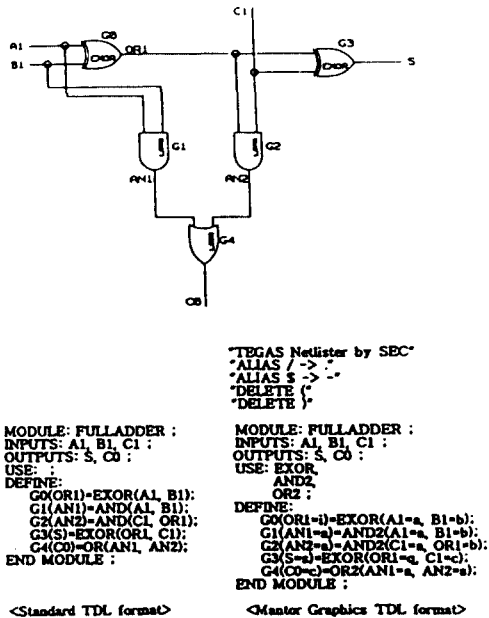 C1
G0
G3
A1
OR1
EXOR
EXOR
S
B1
G1
G2
AN1
AN2
G4
C0
"TEGAS Netlister by SEC"
"ALIAS / -> ."
"ALIAS $ -> -"
"DELETE ("
"DELETE )"
MODULE: FULLADDER ;
INPUTS: A1, B1, C1 ;
OUTPUTS: S, C0 ;
USE: ;
DEFINE:
G0(OR1)=EXOR(A1, B1);
G1(AN1)=AND(A1, B1);
G2(AN2)=AND(C1, OR1);
G3(S)=EXOR(OR1, C1);
G4(C0)=OR(AN1, AN2);
END MODULE ;
<Standard TDL format>
MODULE: FULLADDER ;
INPUTS: A1, B1, C1 ;
OUTPUTS: S, C0 ;
USE: EXOR,
AND2,
OR2 ;
DEFINE:
G0(OR1=i)=EXOR(A1=a, B1=b);
G1(AN1=a)=AND2(A1=a, B1=b);
G2(AN2=a)=AND2(C1=a, OR1=b);
G3(S=s)=EXOR(OR1=q, C1=c);
G4(C0=c)=OR2(AN1=a, AN2=s);
END MODULE ;
<Mantor Graphics TDL format>